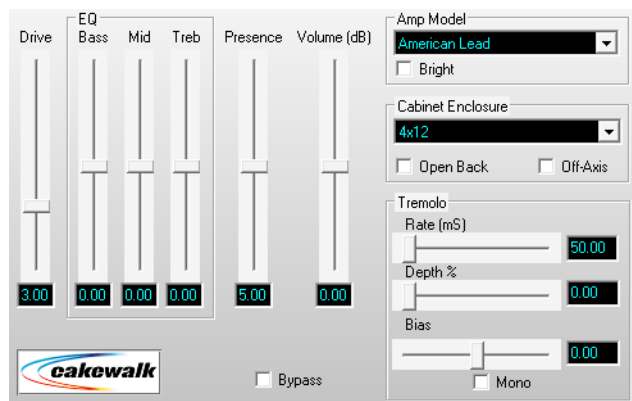 EQ
Drive Bass Mid Treb Presence Volume (dB)
3.00 0.00 0.00 0.00 5.00 0.00
cakewalk
Bypass
Amp Model
American Lead
Bright
Cabinet Enclosure
4x12
Open Back Off-Axis
Tremolo
Rate (mS)
50.00
Depth %
0.00
Bias
0.00
Mono